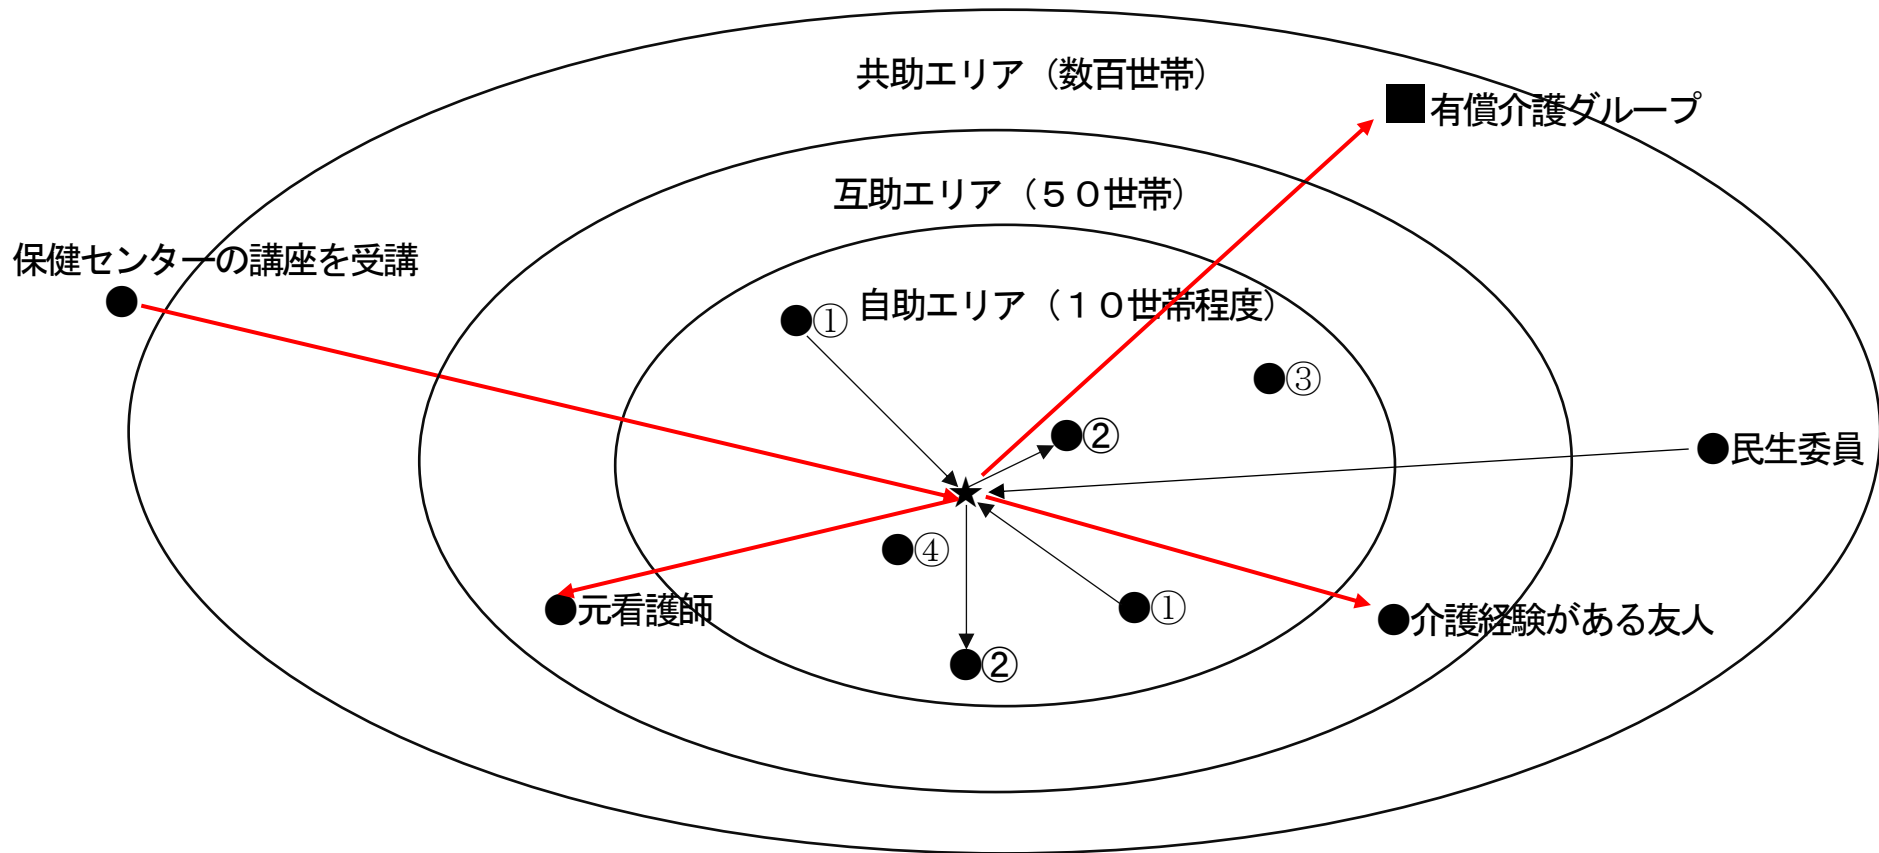 共助エリア（数百世帯）
有償介護グループ
互助エリア（５０世帯）
保健センターの講座を受講
自助エリア（１０世帯程度）
①
③
②
民生委員
④
元看護師
①
介護経験がある友人
②